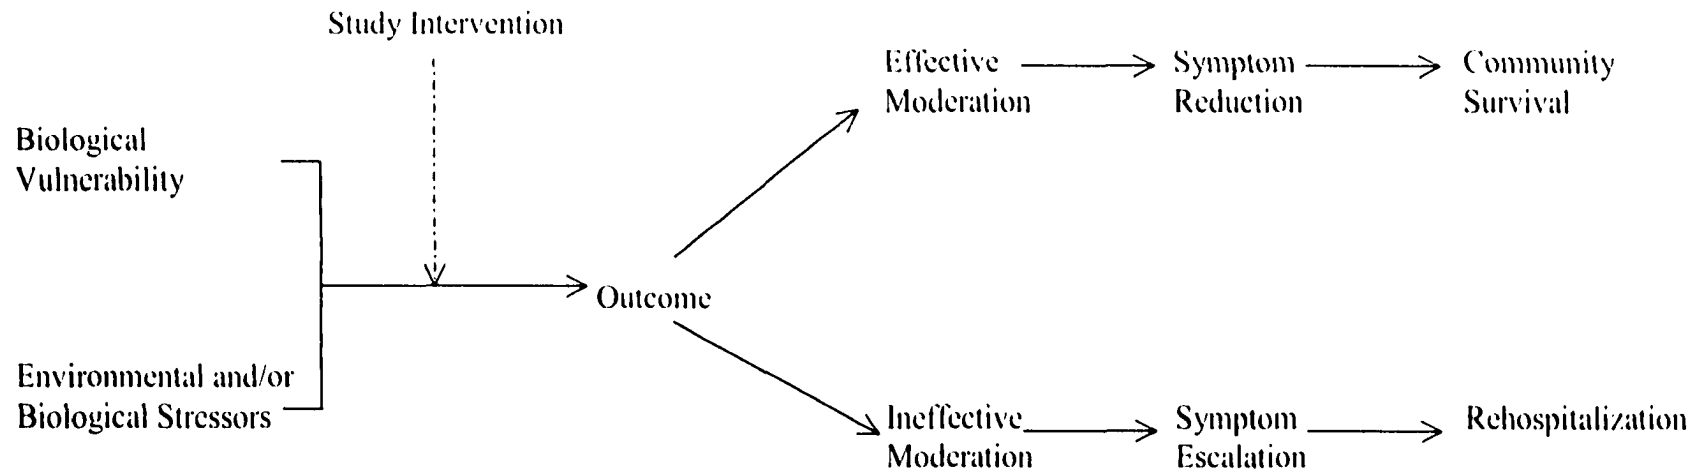 Study Intervention
Effective
Moderation
Symptom
Reduction
Community
Survival
Biological
Vulnerability
Outcome
Environmental and/or
Biological Stressors
Ineffective
Moderation
Symptom
Escalation
Rehospitalization